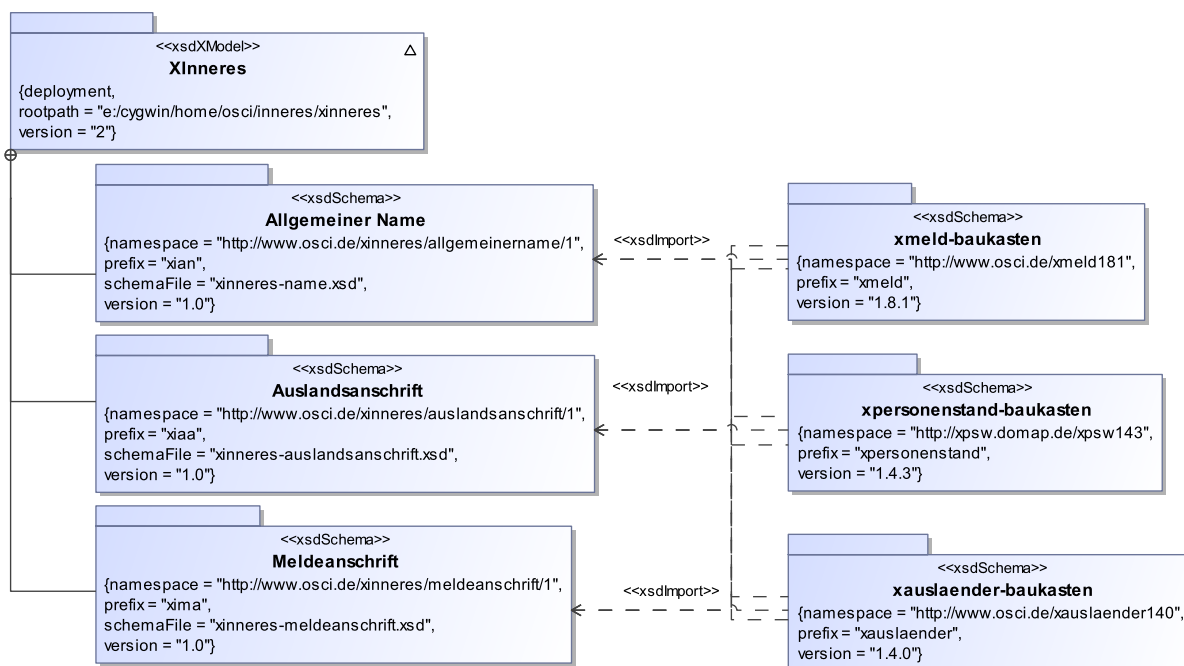 <<xsdXModel>>
XInneres
{deployment,
rootpath = "e:/cygwin/home/osci/inneres/xinneres",
version = "2"}
<<xsdSchema>>
Allgemeiner Name
{namespace = "http://www.osci.de/xinneres/allgemeinername/1",
prefix = "xian",
schemaFile = "xinneres-name.xsd",
version = "1.0"}
<<xsdImport>>
<<xsdSchema>>
xmeld-baukasten
{namespace = "http://www.osci.de/xmeld181",
prefix = "xmeld",
version = "1.8.1"}
<<xsdSchema>>
Auslandsanschrift
{namespace = "http://www.osci.de/xinneres/auslandsanschrift/1",
prefix = "xiaa",
schemaFile = "xinneres-auslandsanschrift.xsd",
version = "1.0"}
<<xsdImport>>
<<xsdSchema>>
xpersonenstand-baukasten
{namespace = "http://xpsw.domap.de/xpsw143",
prefix = "xpersonenstand",
version = "1.4.3"}
<<xsdSchema>>
Meldeanschrift
{namespace = "http://www.osci.de/xinneres/meldeanschrift/1",
prefix = "xima",
schemaFile = "xinneres-meldeanschrift.xsd",
version = "1.0"}
<<xsdImport>>
<<xsdSchema>>
xauslaender-baukasten
{namespace = "http://www.osci.de/xauslaender140",
prefix = "xauslaender",
version = "1.4.0"}